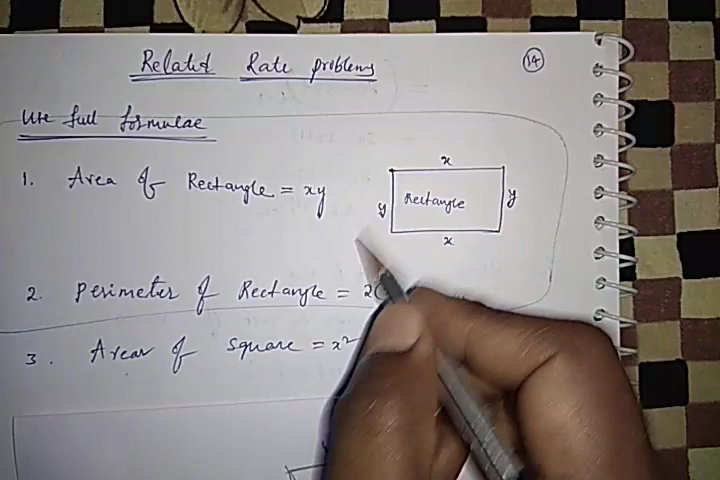 Related Rate problems
14
Use full formulae
1. Area of Rectangle = xy
x
y
Rectangle
y
x
2. perimeter of Rectangle = 2(
3. Arear of square = x²